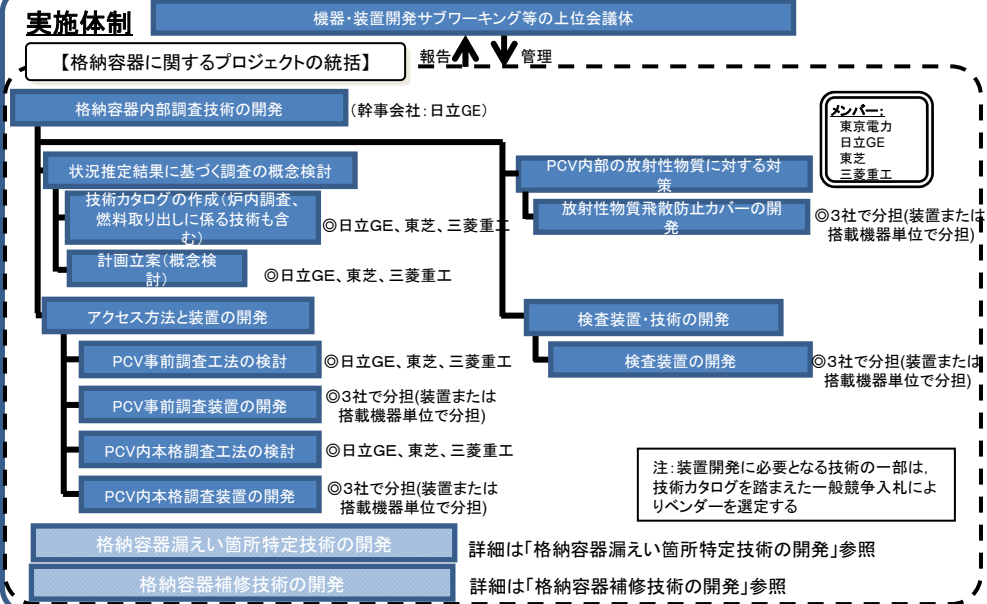 実施体制
機器・装置開発サブワーキング等の上位会議体
報告
管理
【格納容器に関するプロジェクトの統括】
格納容器内部調査技術の開発
(幹事会社:日立GE)
メンバー:
東京電力
日立GE
東芝
三菱重工
状況推定結果に基づく調査の概念検討
技術カタログの作成(炉内調査、
燃料取り出しに係る技術も含
む)
◎日立GE、東芝、三菱重工
計画立案(概念検
討)
◎日立GE、東芝、三菱重工
アクセス方法と装置の開発
PCV事前調査工法の検討
◎日立GE、東芝、三菱重工
PCV事前調査装置の開発
◎3社で分担(装置または
搭載機器単位で分担)
PCV内本格調査工法の検討
◎日立GE、東芝、三菱重工
PCV内本格調査装置の開発
◎3社で分担(装置または
搭載機器単位で分担)
PCV内部の放射性物質に対する対
策
放射性物質飛散防止カバーの開
発
◎3社で分担(装置または
搭載機器単位で分担)
検査装置・技術の開発
検査装置の開発
◎3社で分担(装置または
搭載機器単位で分担)
注:装置開発に必要となる技術の一部は,
技術カタログを踏まえた一般競争入札によ
りベンダーを選定する
格納容器漏えい箇所特定技術の開発
詳細は「格納容器漏えい箇所特定技術の開発」参照
格納容器補修技術の開発
詳細は「格納容器補修技術の開発」参照